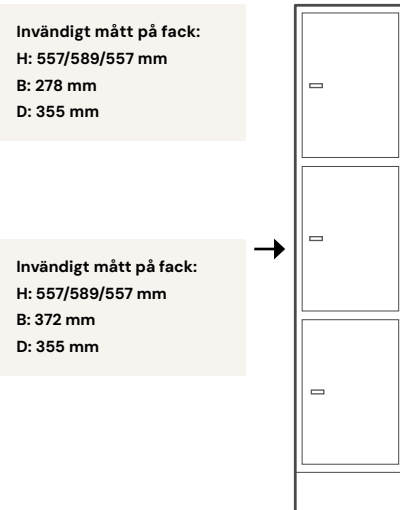 Invändigt mått på fack:
H: 557/589/557 mm
B: 278 mm
D: 355 mm
Invändigt mått på fack:
H: 557/589/557 mm
B: 372 mm
D: 355 mm